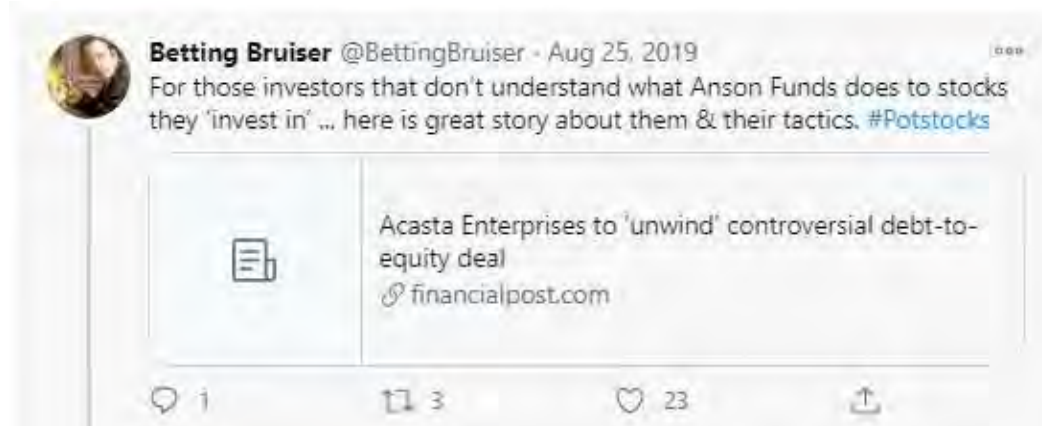 Betting Bruiser @BettingBruiser · Aug 25, 2019
For those investors that don't understand what Anson Funds does to stocks
they 'invest in' ... here is great story about them & their tactics. #Potstocks
Acasta Enterprises to 'unwind' controversial debt-to-
equity deal
financialpost.com
1 3 23